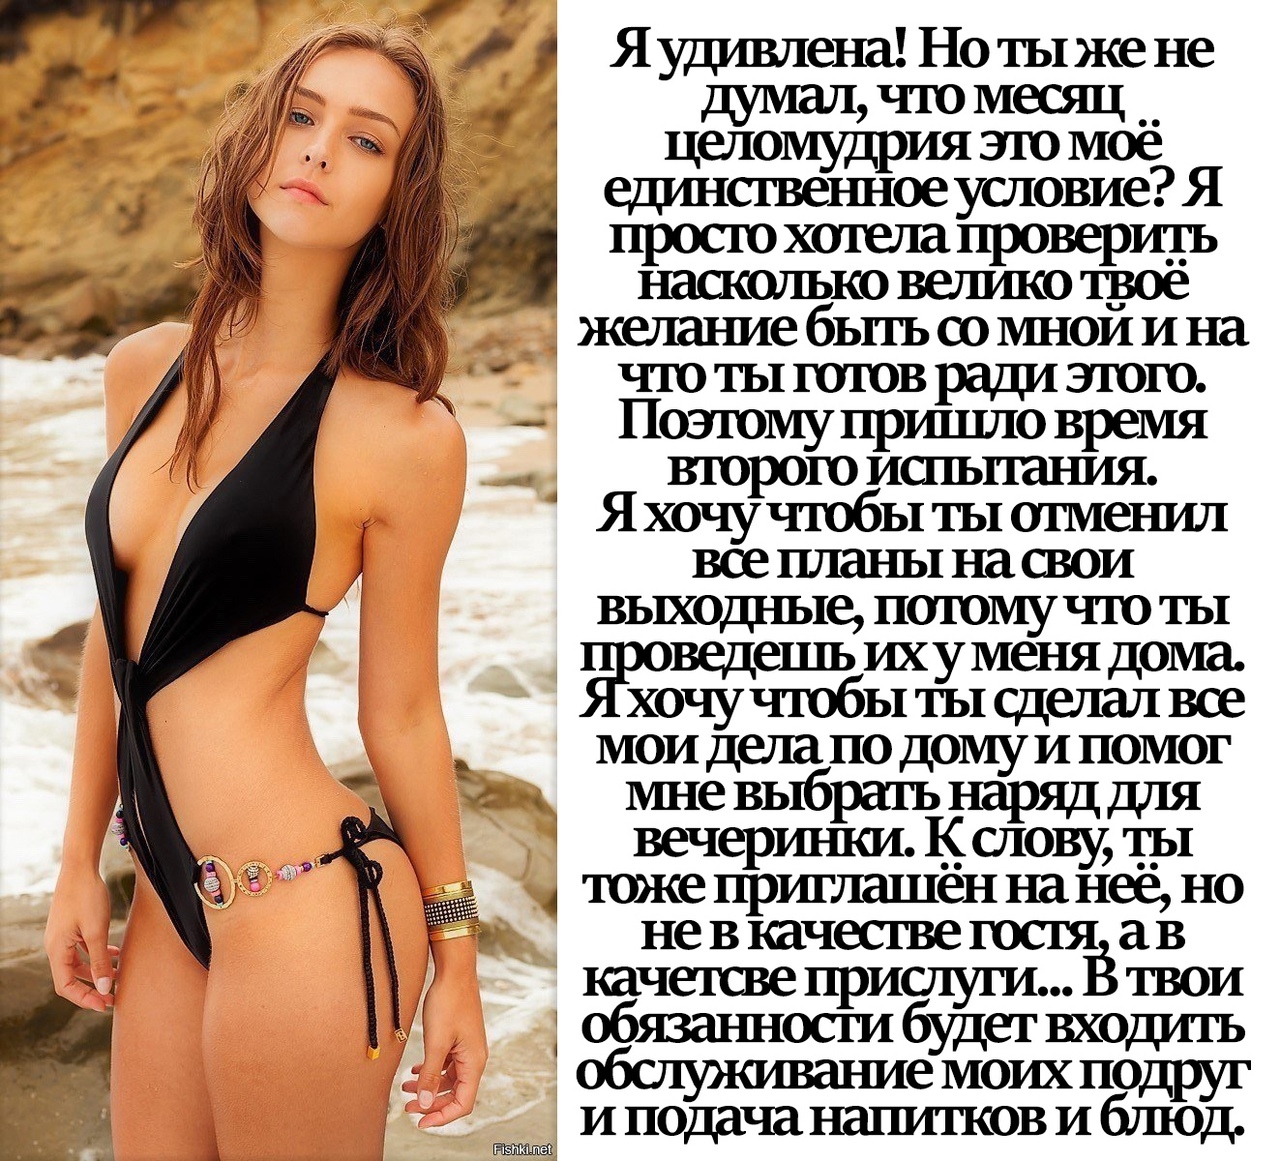 Я удивлена! Но ты же не
думал, что месяц
целомудрия это моё
единственное условие? Я
просто хотела проверить
насколько велико твоё
желание быть со мной и на
что ты готов ради этого.
Поэтому пришло время
второго испытания.
Я хочу чтобы ты отменил
все планы на свои
выходные, потому что ты
проведешь их у меня дома.
Я хочу чтобы ты сделал все
мои дела по дому и помог
мне выбрать наряд для
вечеринки. К слову, ты
тоже приглашён на неё, но
не в качестве гостя, а в
качетсве прислуги... В твои
обязанности будет входить
обслуживание моих подруг
и подача напитков и блюд.
Fishki.net